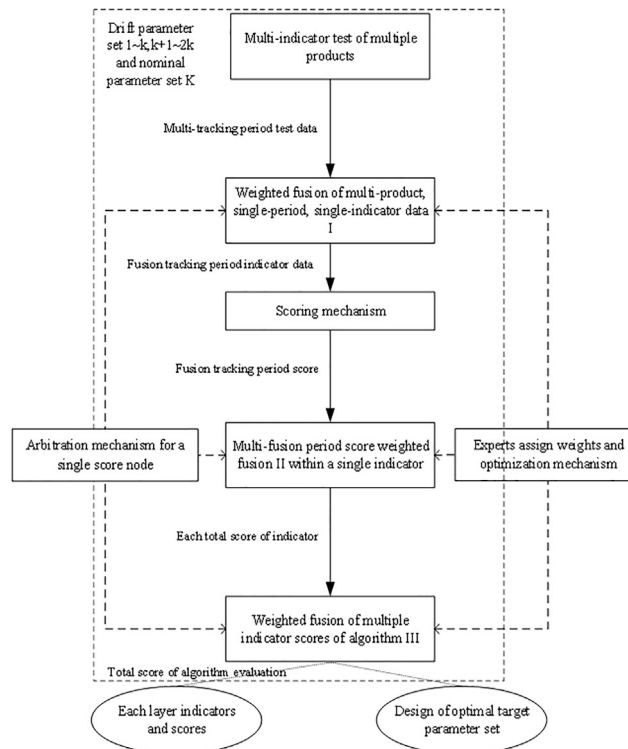 Drift parameter
set 1~k,k+1~2k
and nominal
parameter set K
Multi-indicator test of multiple
products
Multi-tracking period test data
Weighted fusion of multi-product,
single-period, single-indicator data
I
Fusion tracking period indicator data
Scoring mechanism
Fusion tracking period score
Arbitration mechanism for a
single score node
Multi-fusion period score weighted
fusion II within a single indicator
Experts assign weights and
optimization mechanism
Each total score of indicator
Weighted fusion of multiple
indicator scores of algorithm III
Total score of algorithm evaluation
Each layer indicators
and scores
Design of optimal target
parameter set